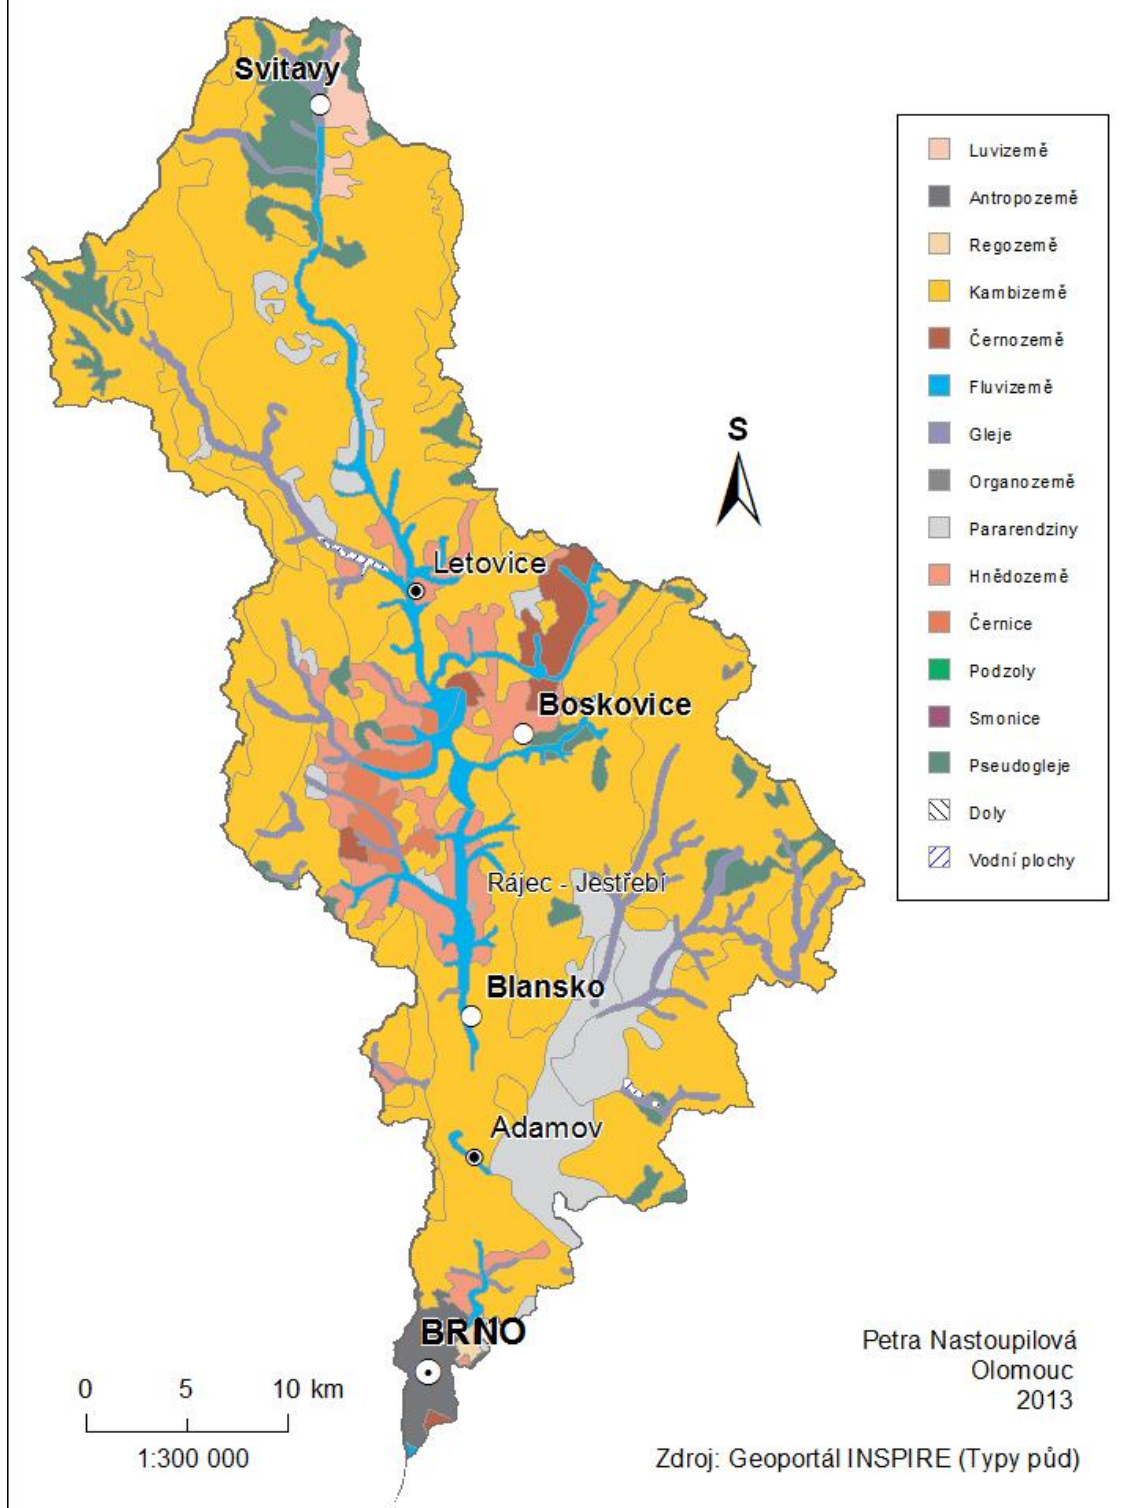 Svitavy
Luvizemě
Antropozemě
Regozemě
Kambizemě
Černozemě
Fluvizemě
Gleje
Organozemě
Pararendziny
Hnědozemě
Černice
Podzoly
Smonice
Pseudogleje
Doly
Vodní plochy
S
Letovice
Boskovice
Rájec - Jestřebí
Blansko
Adamov
BRNO
Petra Nastoupilová
Olomouc
2013
0 5 10 km
1:300 000
Zdroj: Geoportál INSPIRE (Typy půd)